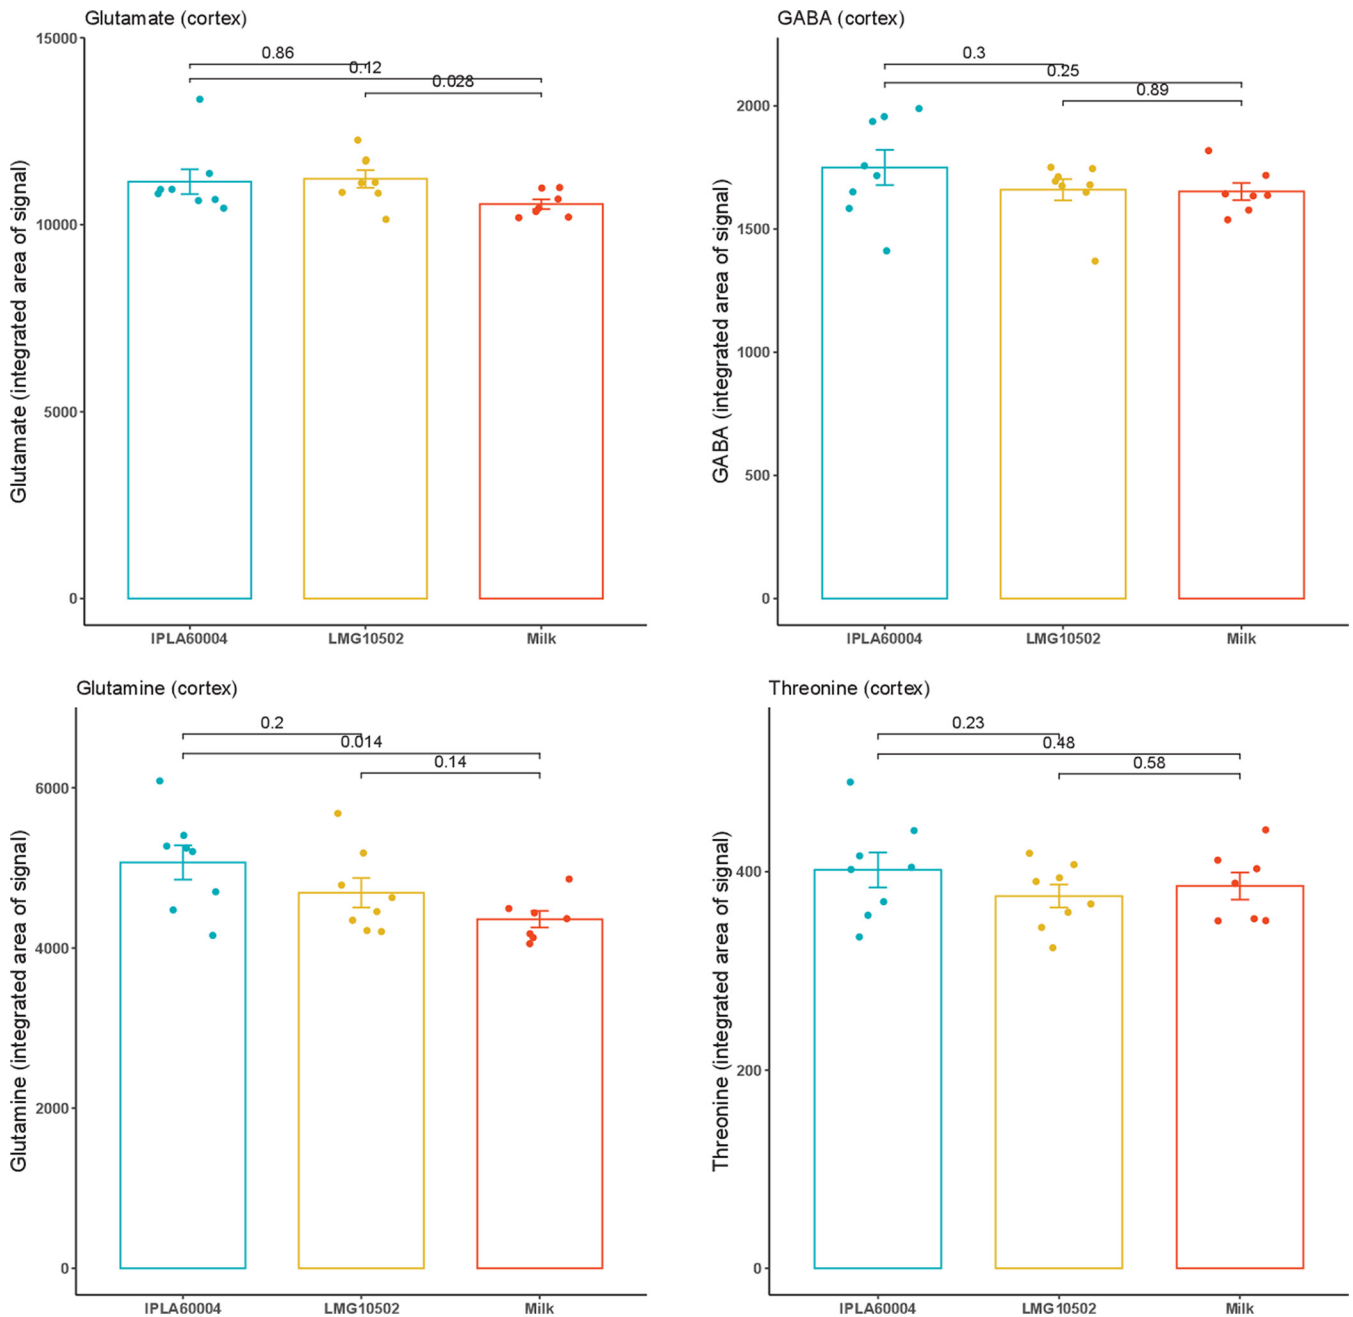 Glutamate (cortex)
15000
10000
5000
0
Glutamate (integrated area of sigal)
0.86
0.12
0.028
IPLA60004
LMG10502
Milk
GABA (cortex)
2000
1500
1000
500
0
GABA (integrated area of signal)
0.3
0.25
0.89
IPLA60004
LMG10502
Milk
Glutamine (cortex)
6000
4000
2000
0
Glutamine (integrated area of signal)
0.2
0.014
0.14
IPLA60004
LMG10502
Milk
Threonine (cortex)
400
200
0
Threonine (integrated area of signal)
0.23
0.48
0.58
IPLA60004
LMG10502
Milk